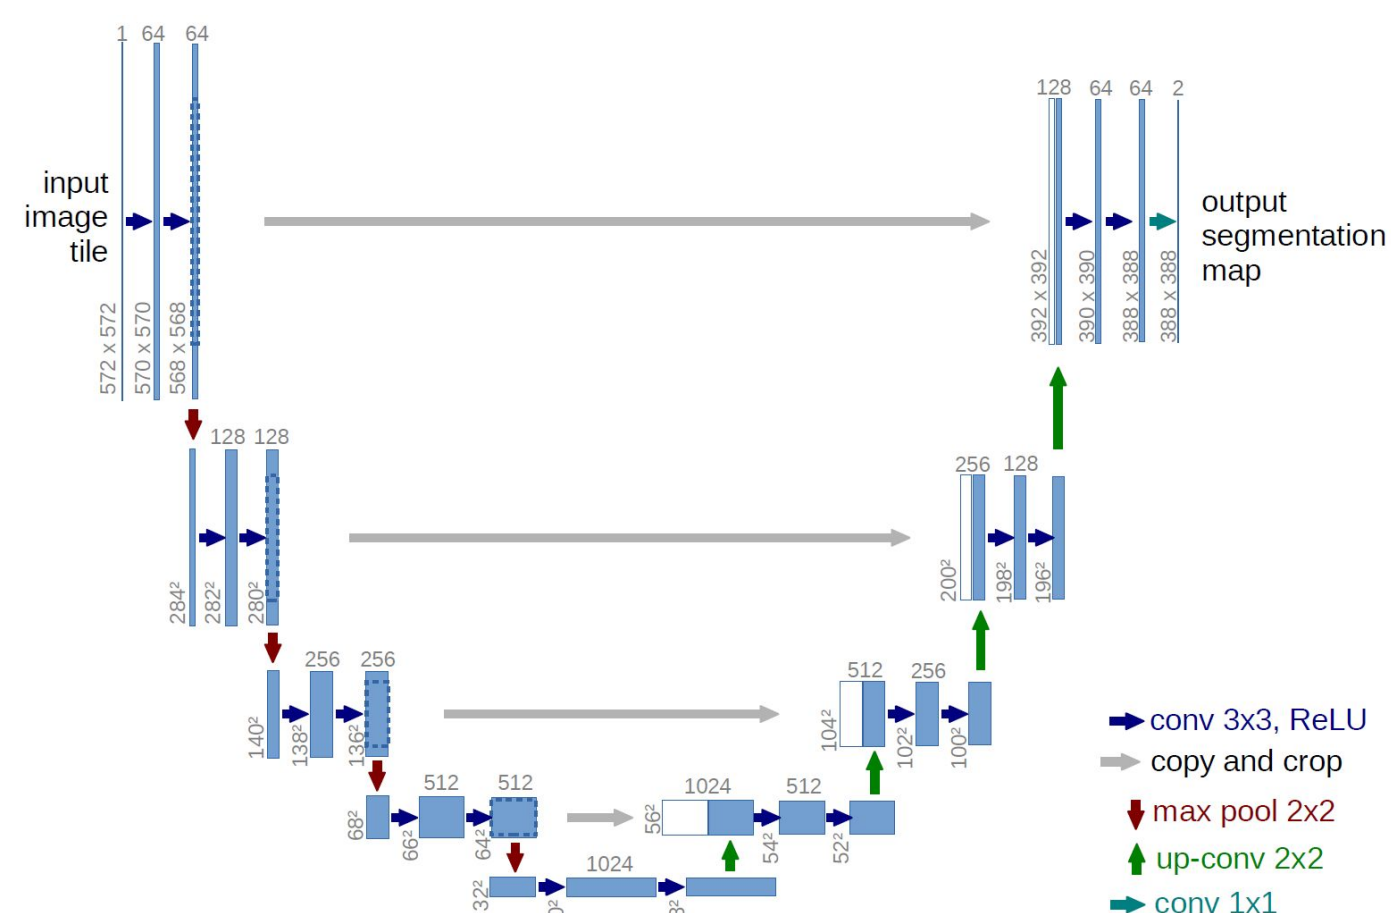 1 64 64
128 64 64 2
input
image
tile
572 x 572
570 x 570
568 x 568
392 x 392
390 x 390
388 x 388
388 x 388
output
segmentation
map
128 128
284²
282²
280²
256 128
200²
198²
196²
256 256
140²
138²
136²
512 256
104²
102²
100²
512 512
68²
66²
64²
1024 512
56²
54²
52²
1024
32²
conv 3x3, ReLU
copy and crop
max pool 2x2
up-conv 2x2
conv 1x1